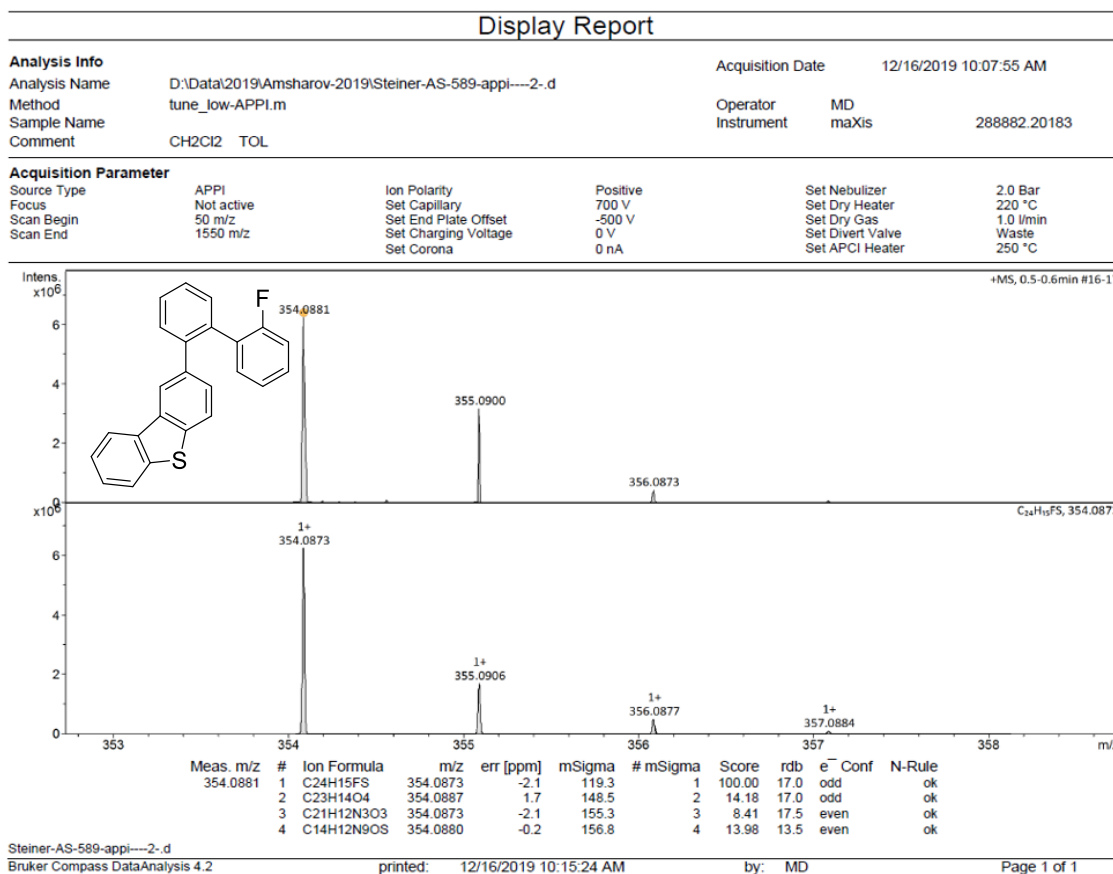 Display Report
Analysis Info
Acquisition Date 12/16/2019 10:07:55 AM
Analysis Name D:\Data\2019\Amsharov-2019\Steiner-AS-589-appi----2-.d
Method tune_low-APPI.m
Operator MD
Sample Name
Instrument maXis 288882.20183
Comment CH2Cl2 TOL
Acquisition Parameter
Source Type APPI Ion Polarity Positive Set Nebulizer 2.0 Bar
Focus Not active Set Capillary 700 V Set Dry Heater 220 °C
Scan Begin 50 m/z Set End Plate Offset -500 V Set Dry Gas 1.0 l/min
Scan End 1550 m/z Set Charging Voltage 0 V Set Divert Valve Waste
Set Corona 0 nA Set APCI Heater 250 °C
Intens.
x10⁶
+MS, 0.5-0.6min #16-1
F
354.0881
6
4
355.0900
2
S
356.0873
0
x10⁶
C₂₄H₁₅FS, 354.087
1+
354.0873
6
4
2
1+
355.0906
1+
356.0877
1+
357.0884
0
353 354 355 356 357 358 m/
Meas. m/z # Ion Formula m/z err [ppm] mSigma # mSigma Score rdb e⁻ Conf N-Rule
354.0881 1 C24H15FS 354.0873 -2.1 119.3 1 100.00 17.0 odd ok
2 C23H14O4 354.0887 1.7 148.5 2 14.18 17.0 odd ok
3 C21H12N3O3 354.0873 -2.1 155.3 3 8.41 17.5 even ok
4 C14H12N9OS 354.0880 -0.2 156.8 4 13.98 13.5 even ok
Steiner-AS-589-appi----2-.d
Bruker Compass DataAnalysis 4.2 printed: 12/16/2019 10:15:24 AM by: MD Page 1 of 1